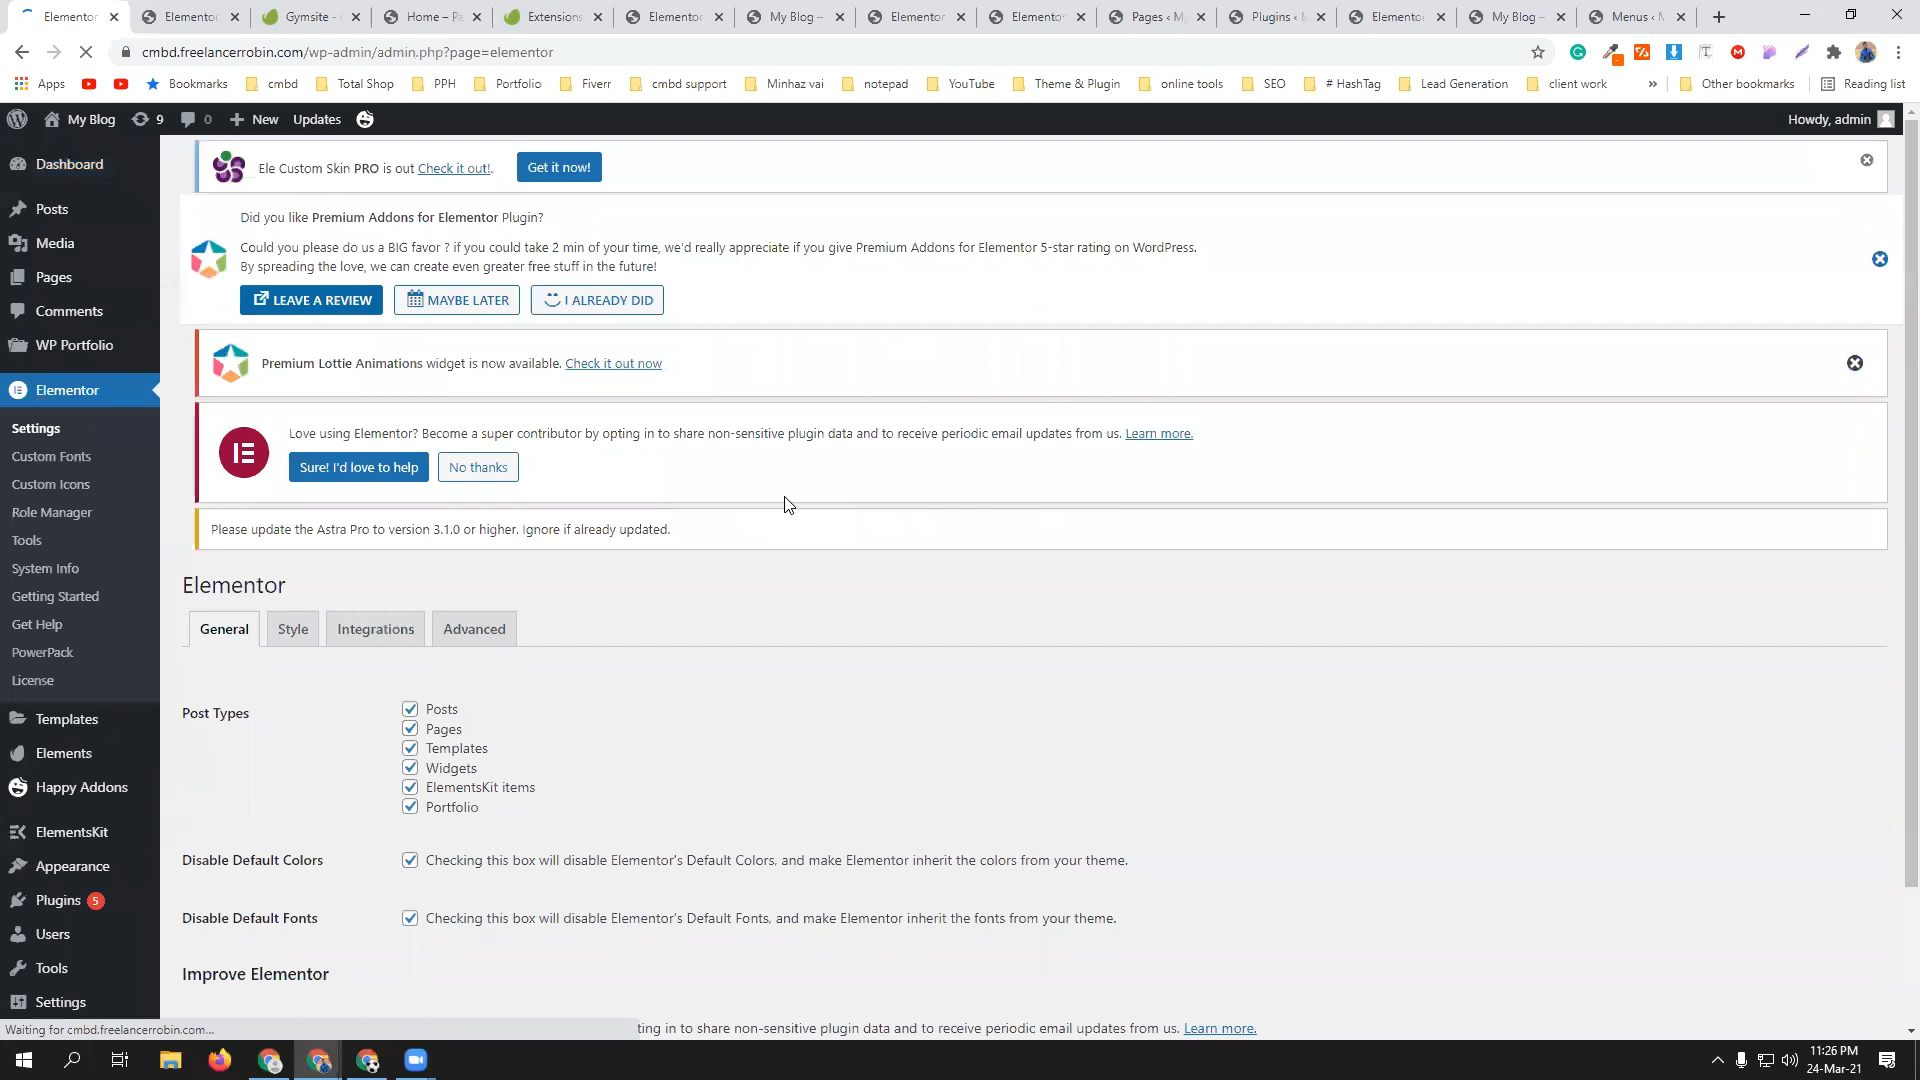 Elementor
Elementor
Gymsite -
Home – Pa
Extensions
Elementor
My Blog –
Elementor
Elementor
Pages ‹ My
Plugins ‹
Elementor
My Blog –
Menus ‹ M
cmbd.freelancerrobin.com/wp-admin/admin.php?page=elementor
Apps
Bookmarks
cmbd
Total Shop
PPH
Portfolio
Fiverr
cmbd support
Minhaz vai
notepad
YouTube
Theme & Plugin
online tools
SEO
# HashTag
Lead Generation
client work
»
Other bookmarks
Reading list
My Blog
9
0
New
Updates
Howdy, admin
Dashboard
Posts
Media
Pages
Comments
WP Portfolio
Elementor
Settings
Custom Fonts
Custom Icons
Role Manager
Tools
System Info
Getting Started
Get Help
PowerPack
License
Templates
Elements
Happy Addons
ElementsKit
Appearance
Plugins 5
Users
Tools
Settings
Ele Custom Skin PRO is out Check it out!.
Get it now!
Did you like Premium Addons for Elementor Plugin?
Could you please do us a BIG favor ? if you could take 2 min of your time, we'd really appreciate if you give Premium Addons for Elementor 5-star rating on WordPress.
By spreading the love, we can create even greater free stuff in the future!
LEAVE A REVIEW
MAYBE LATER
I ALREADY DID
Premium Lottie Animations widget is now available. Check it out now
Love using Elementor? Become a super contributor by opting in to share non-sensitive plugin data and to receive periodic email updates from us. Learn more.
Sure! I'd love to help
No thanks
Please update the Astra Pro to version 3.1.0 or higher. Ignore if already updated.
Elementor
General
Style
Integrations
Advanced
Post Types
Posts
Pages
Templates
Widgets
ElementsKit items
Portfolio
Disable Default Colors
Checking this box will disable Elementor's Default Colors, and make Elementor inherit the colors from your theme.
Disable Default Fonts
Checking this box will disable Elementor's Default Fonts, and make Elementor inherit the fonts from your theme.
Improve Elementor
ting in to share non-sensitive plugin data and to receive periodic email updates from us. Learn more.
Waiting for cmbd.freelancerrobin.com...
11:26 PM
24-Mar-21